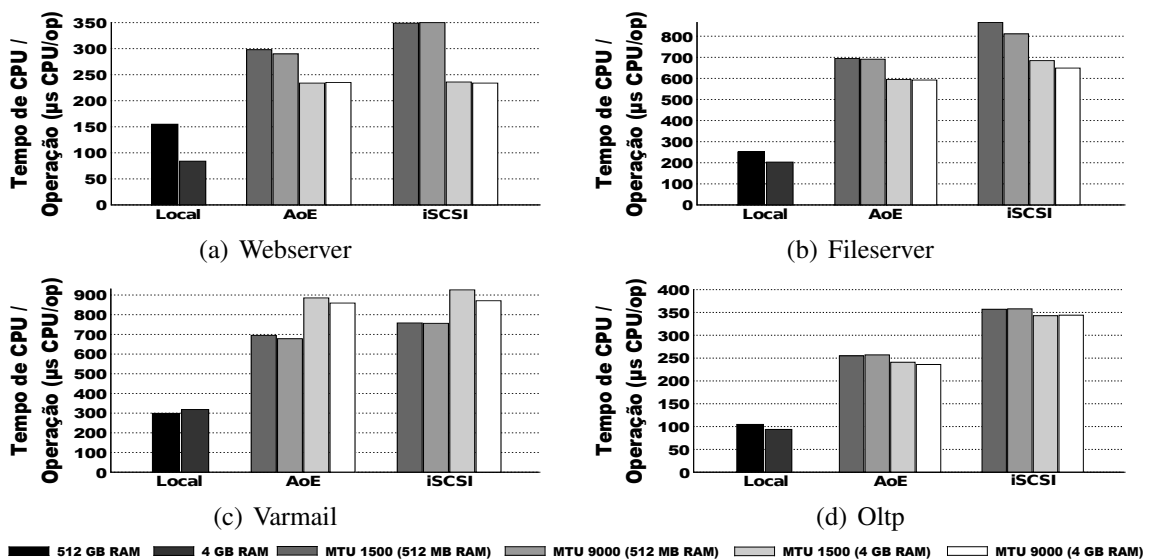 Tempo de CPU /
Operação (µs CPU/op)
350
300
250
200
150
100
50
0
Local
AoE
iSCSI
(a) Webserver
Tempo de CPU /
Operação (µs CPU/op)
800
700
600
500
400
300
200
100
0
Local
AoE
iSCSI
(b) Fileserver
Tempo de CPU /
Operação (µs CPU/op)
900
800
700
600
500
400
300
200
100
0
Local
AoE
iSCSI
(c) Varmail
Tempo de CPU /
Operação (µs CPU/op)
400
350
300
250
200
150
100
50
0
Local
AoE
iSCSI
(d) Oltp
512 GB RAM
4 GB RAM
MTU 1500 (512 MB RAM)
MTU 9000 (512 MB RAM)
MTU 1500 (4 GB RAM)
MTU 9000 (4 GB RAM)